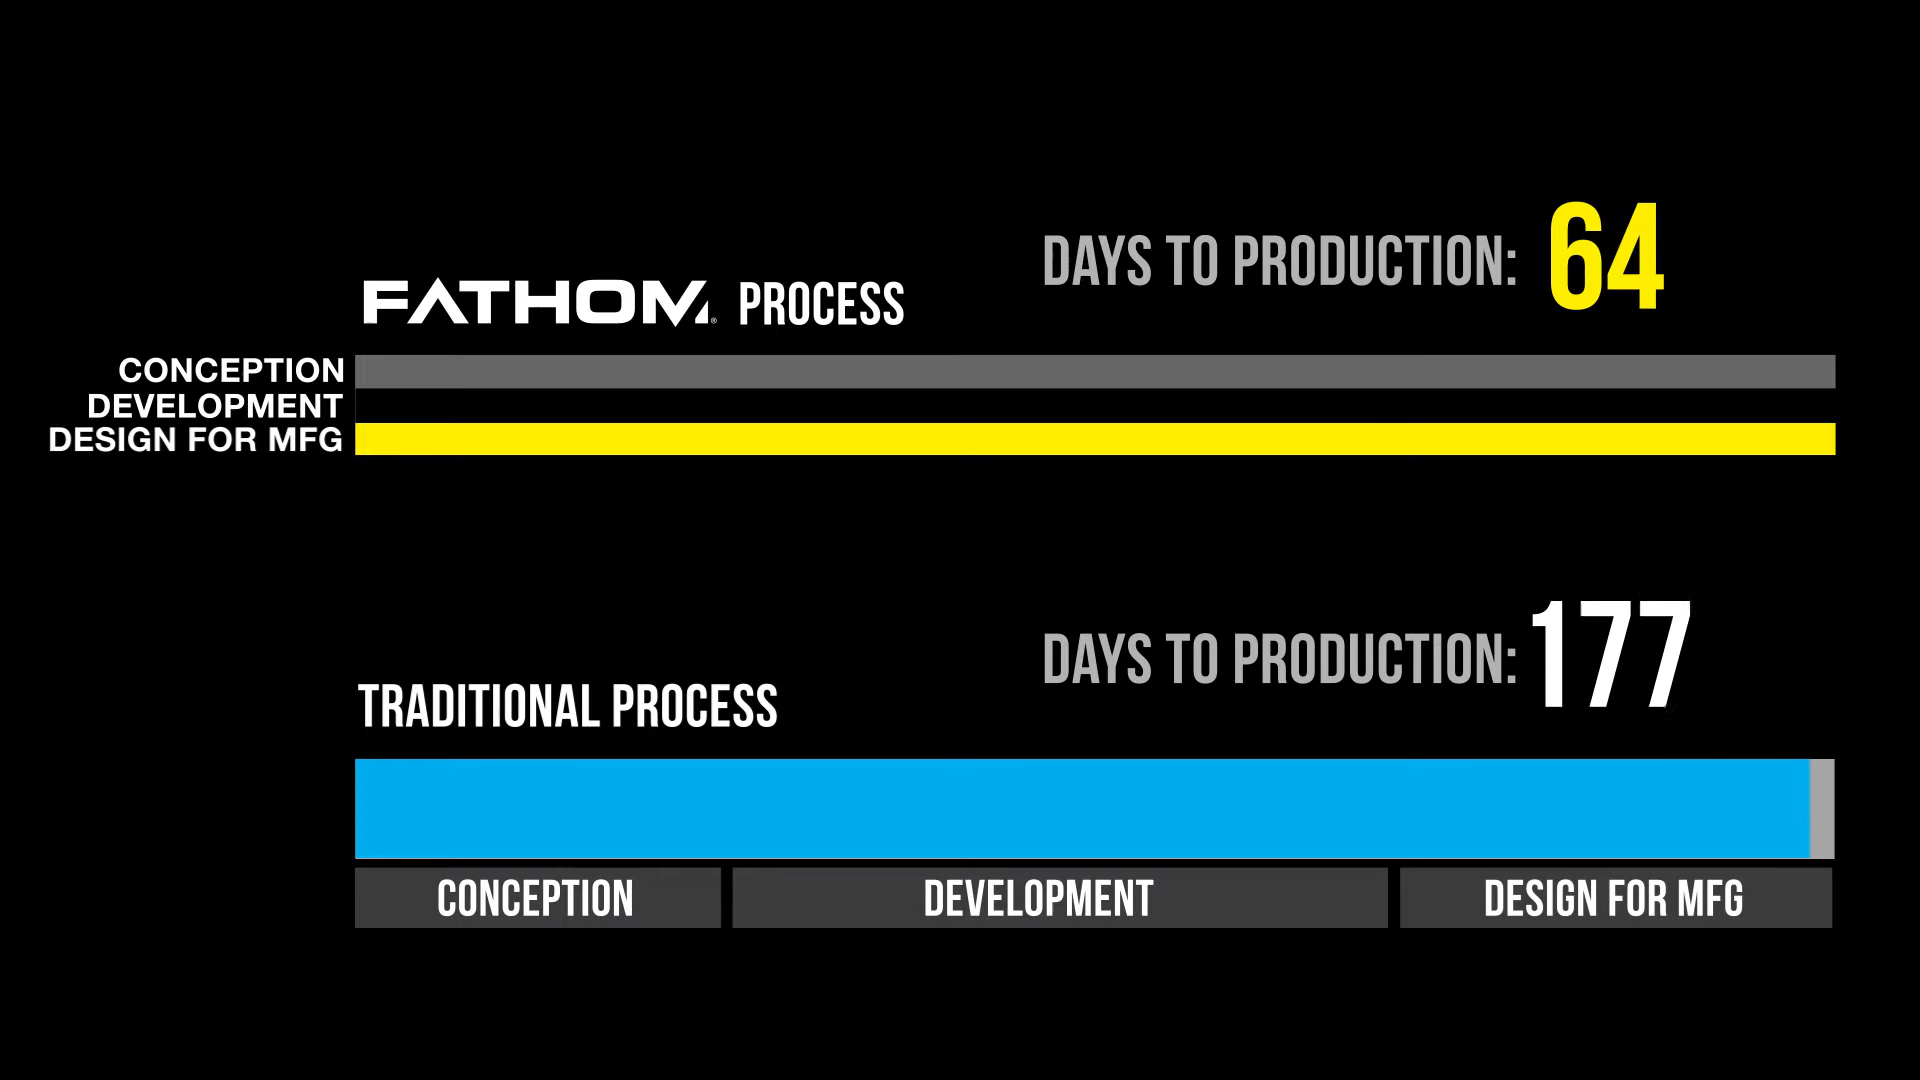 DAYS TO PRODUCTION: 64
FATHOM® PROCESS
CONCEPTION
DEVELOPMENT
DESIGN FOR MFG
DAYS TO PRODUCTION: 177
TRADITIONAL PROCESS
CONCEPTION DEVELOPMENT DESIGN FOR MFG